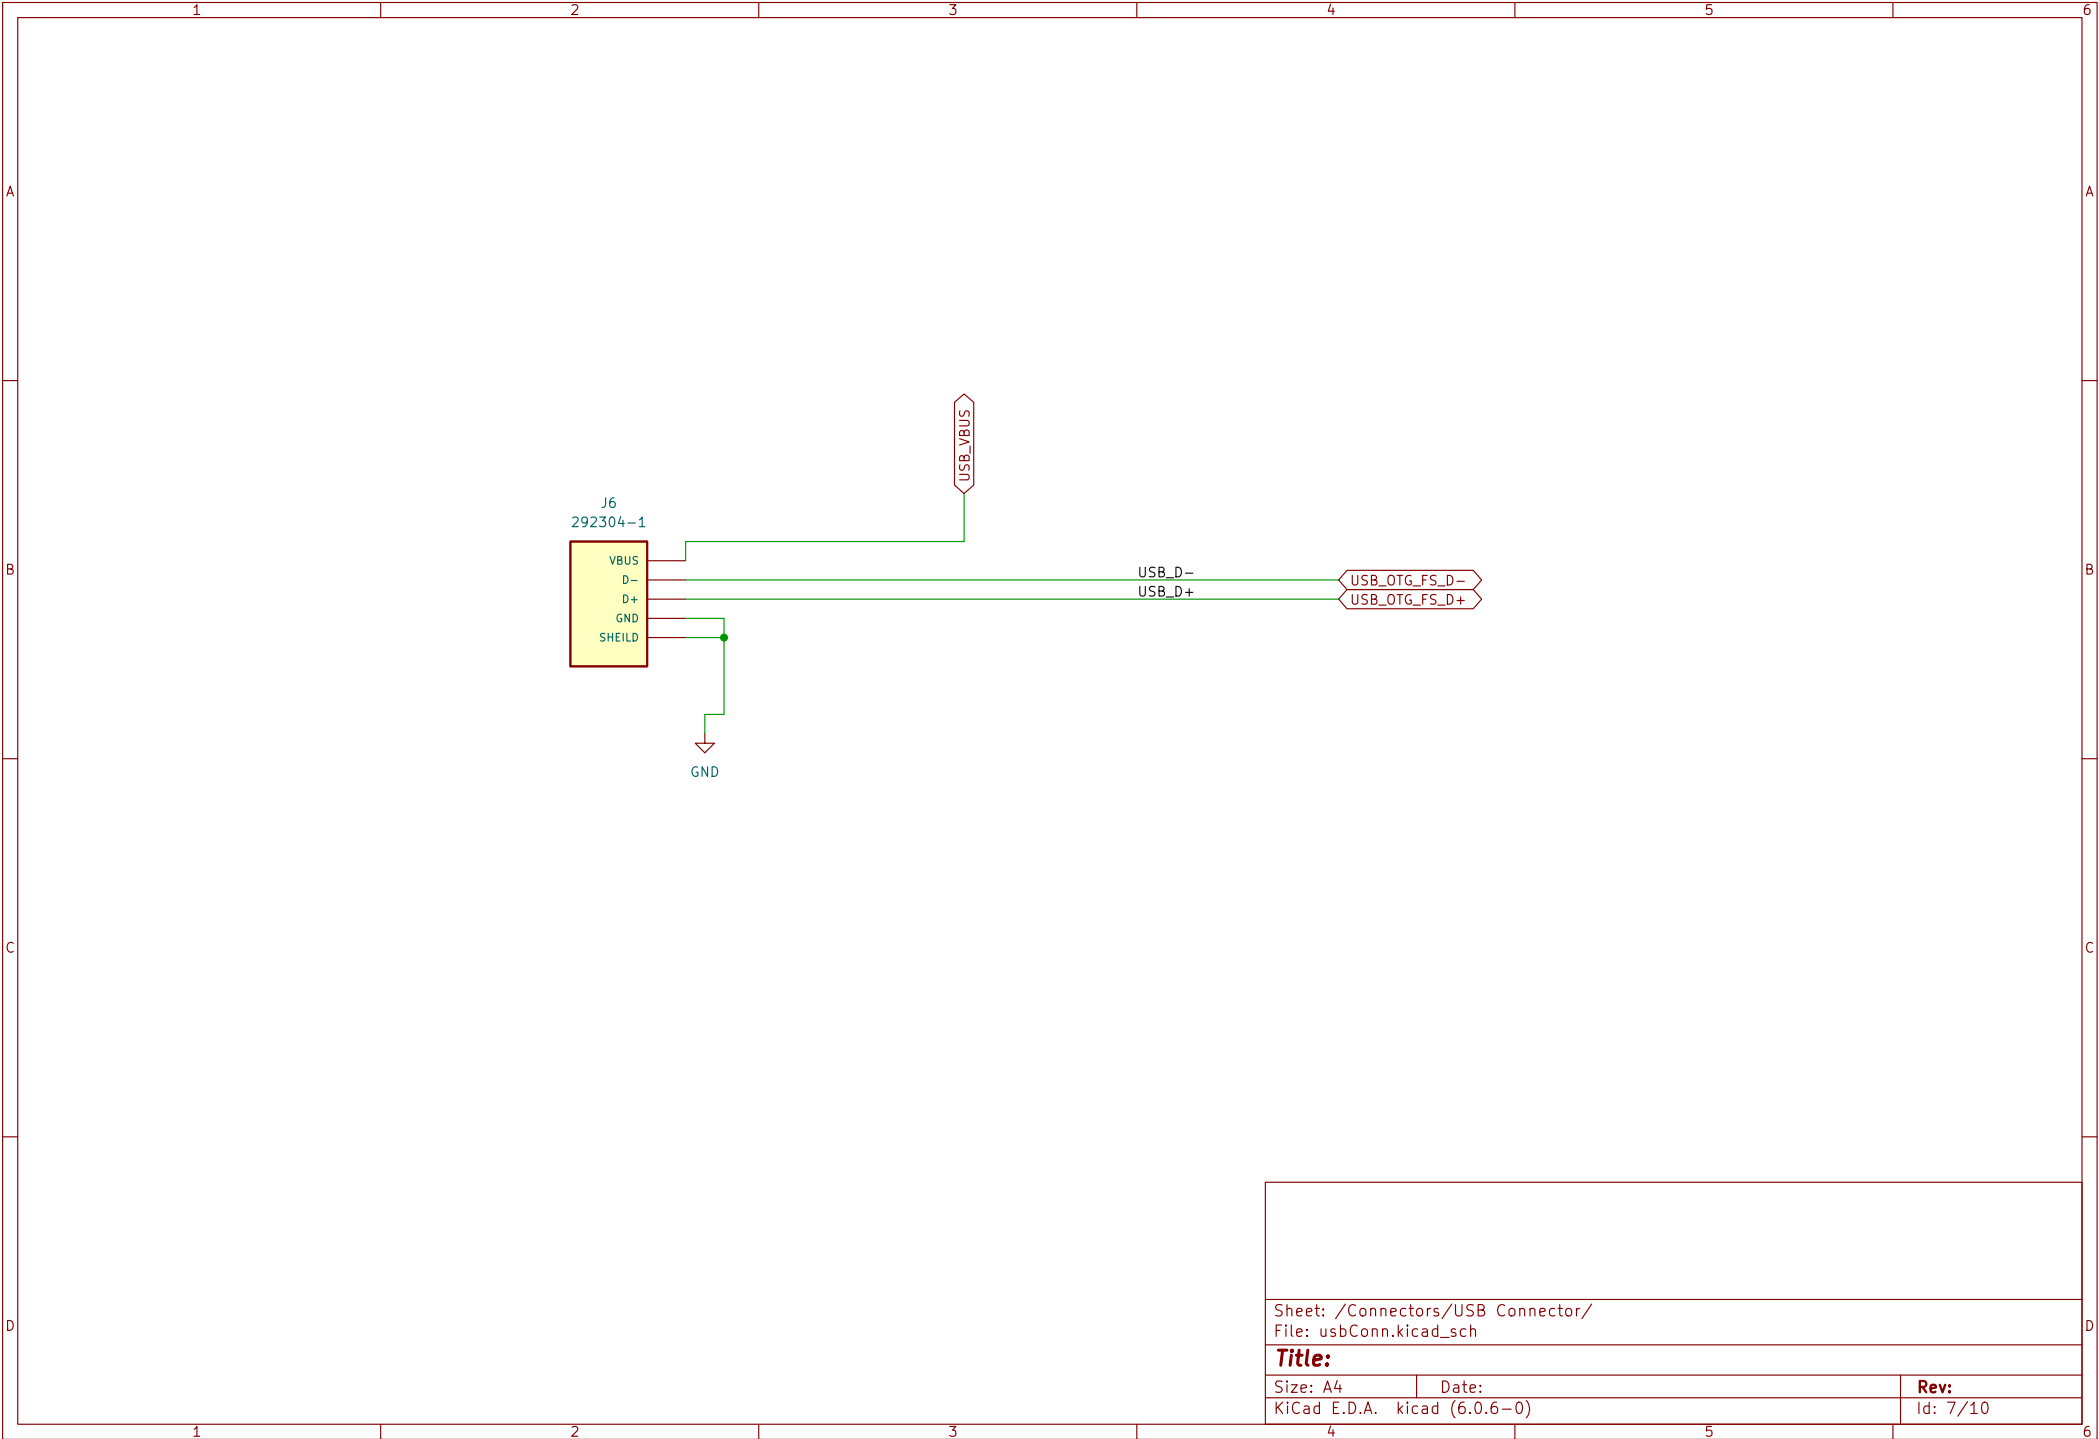 1 2 3 4 5 6
A A
USB_VBUS
J6
292304-1
B B
VBUS
D-
D+
GND
SHEILD
USB_D-
USB_D+
USB_OTG_FS_D-
USB_OTG_FS_D+
GND
C C
D D
Sheet: /Connectors/USB Connector/
File: usbConn.kicad_sch
Title:
Size: A4 Date: Rev:
KiCad E.D.A. kicad (6.0.6-0) Id: 7/10
1 2 3 4 5 6